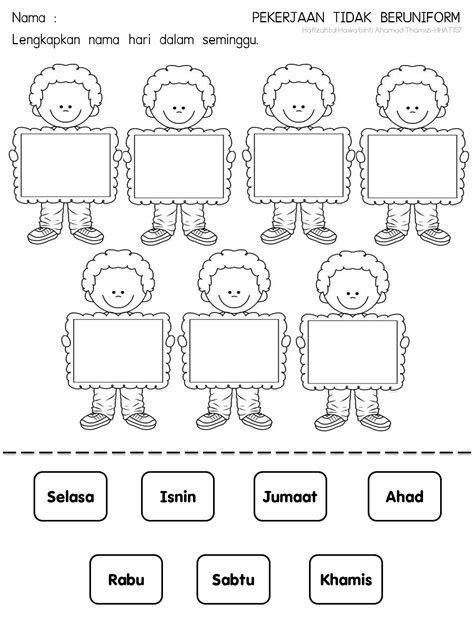 Nama : PEKERJAAN TIDAK BERUNIFORM
Hafizahtul Hawa binti Ahamad Thamizi-HHAT157
Lengkapkan nama hari dalam seminggu.
Selasa Isnin Jumaat Ahad
Rabu Sabtu Khamis